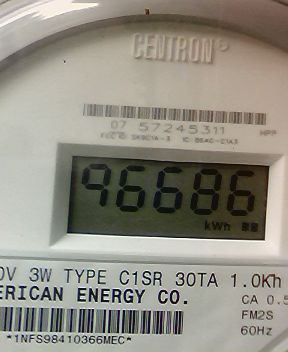 CENTRON®
07 57245311 HPP
96686
kWh
0V 3W TYPE C1SR 30TA 1.0Kh
ERICAN ENERGY CO. CA 0.5
FM2S
*1NFS98410366MEC* 60Hz